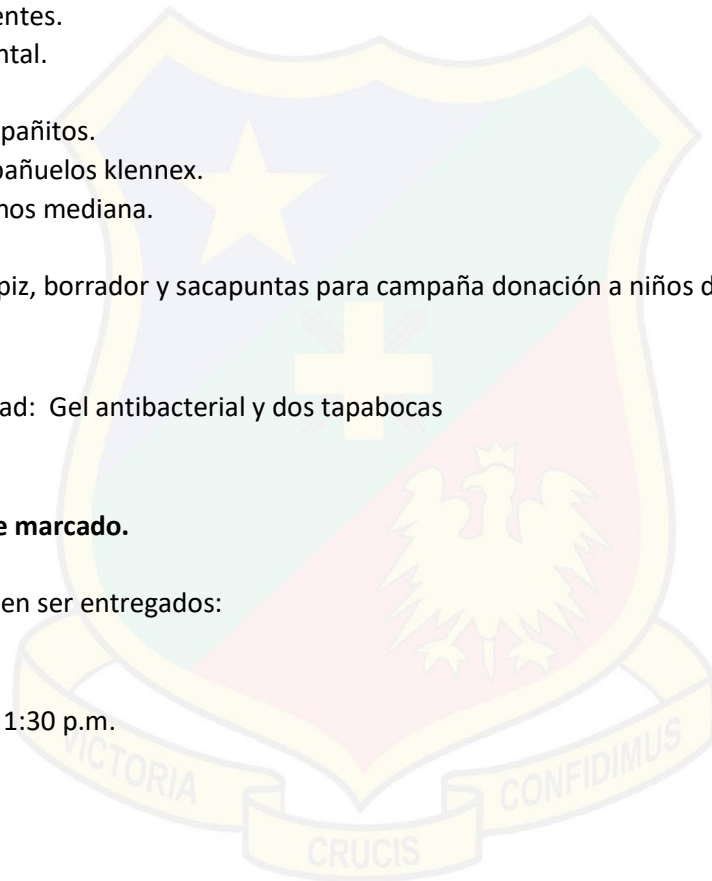 entes.
ntal.
pañitos.
pañuelos klennex.
nos mediana.
piz, borrador y sacapuntas para campaña donación a niños d
ad: Gel antibacterial y dos tapabocas
e marcado.
en ser entregados:
1:30 p.m.
VICTORIA
CRUCIS
CONFIDIMUS